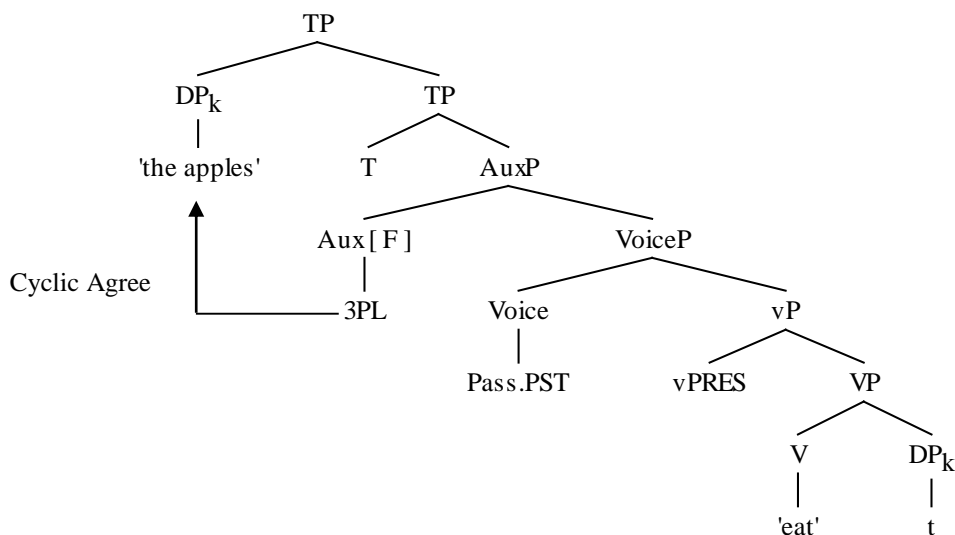 TP
DPk TP
'the apples' T AuxP
Aux[F] VoiceP
Cyclic Agree 3PL Voice vP
Pass.PST vPRES VP
V DPk
'eat' t